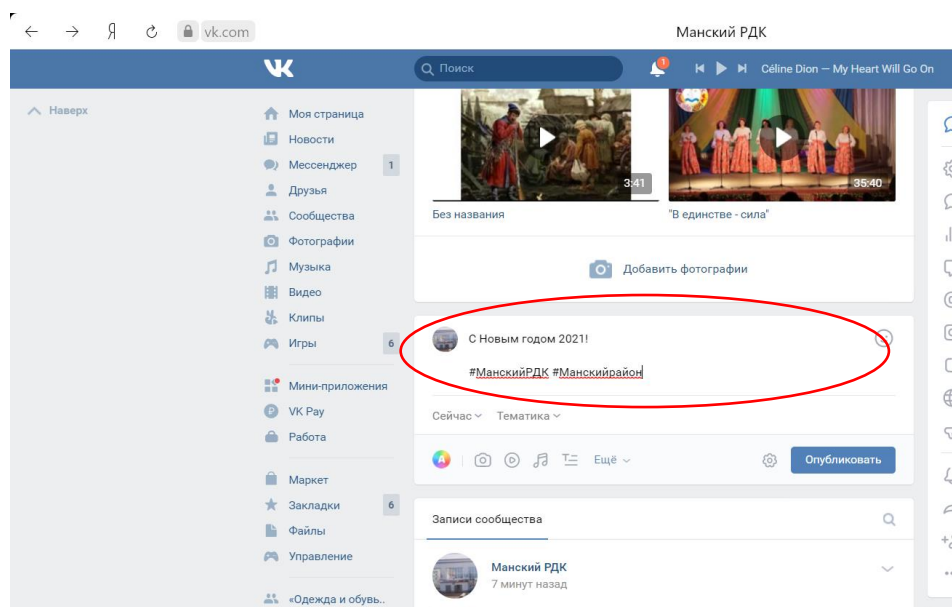 Я vk.com Манский РДК
Поиск 1 Céline Dion – My Heart Will Go On
Наверх
Моя страница
Новости
Мессенджер 1
Друзья
Сообщества
Фотографии
Музыка
Видео
Клипы
Игры 6
Мини-приложения
VK Pay
Работа
Маркет
Закладки 6
Файлы
Управление
«Одежда и обувь..
3:41 35:40
Без названия "В единстве - сила"
Добавить фотографии
С Новым годом 2021!
#МанскийРДК #Манскийрайон
Сейчас Тематика
Ещё Опубликовать
Записи сообщества
Манский РДК
7 минут назад